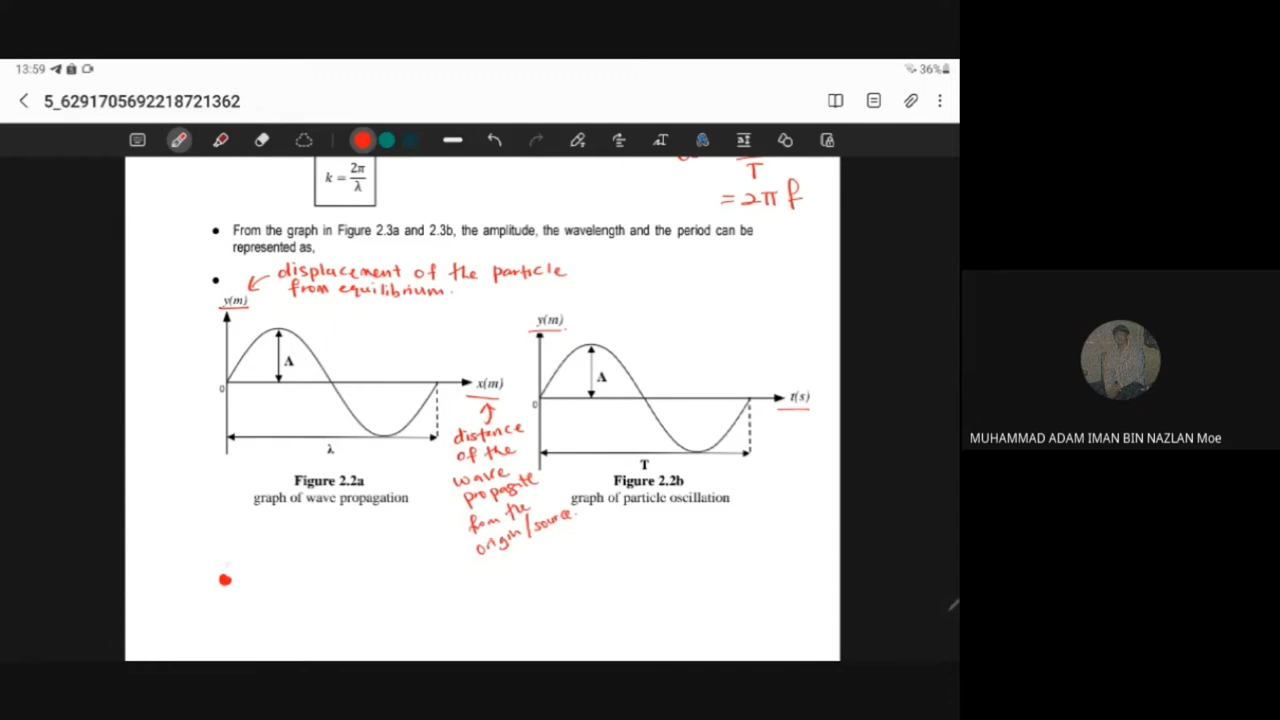 13:59
36%
5_6291705692218721362
k = 2π/λ
T
= 2π f
From the graph in Figure 2.3a and 2.3b, the amplitude, the wavelength and the period can be
represented as,
displacement of the particle
from equilibrium.
y(m)
A
0
x(m)
λ
Figure 2.2a
graph of wave propagation
distance
of the
wave
propagate
from the
origin/source.
y(m)
A
0
t(s)
T
Figure 2.2b
graph of particle oscillation
MUHAMMAD ADAM IMAN BIN NAZLAN Moe